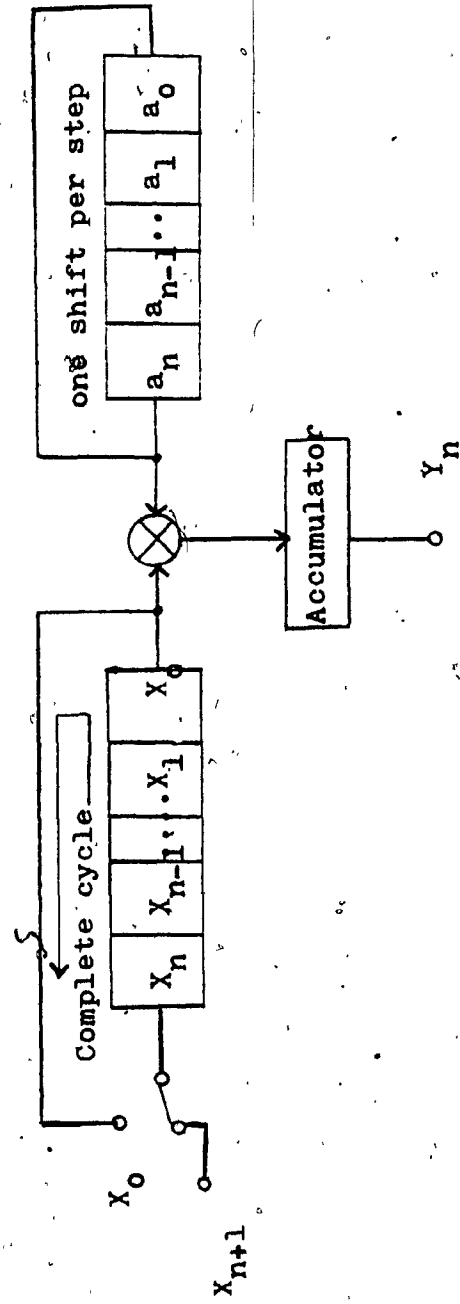 one shift per step
a_n a_{n-1} .. a_1 a_0
Complete cycle
X_n X_{n-1} ... X_1 X_0
X_0
X_{n+1}
Accumulator
Y_n